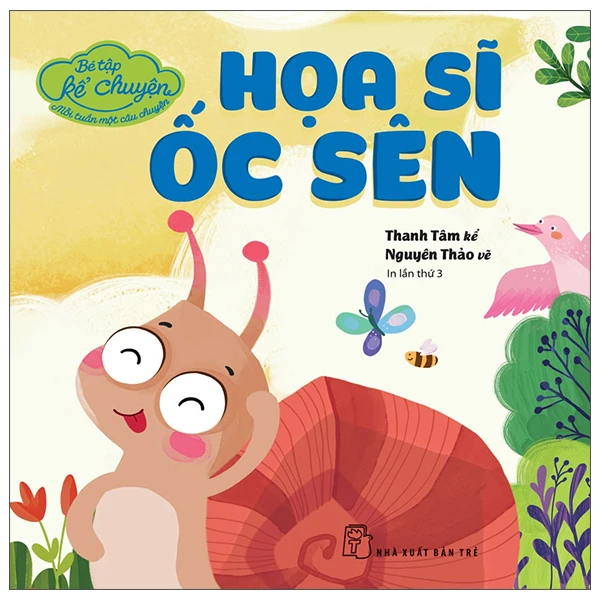 Bé tập
kể chuyện
Mỗi tuần một câu chuyện
HỌA SĨ
ỐC SÊN
Thanh Tâm kể
Nguyên Thảo vẽ
In lần thứ 3
NHÀ XUẤT BẢN TRẺ